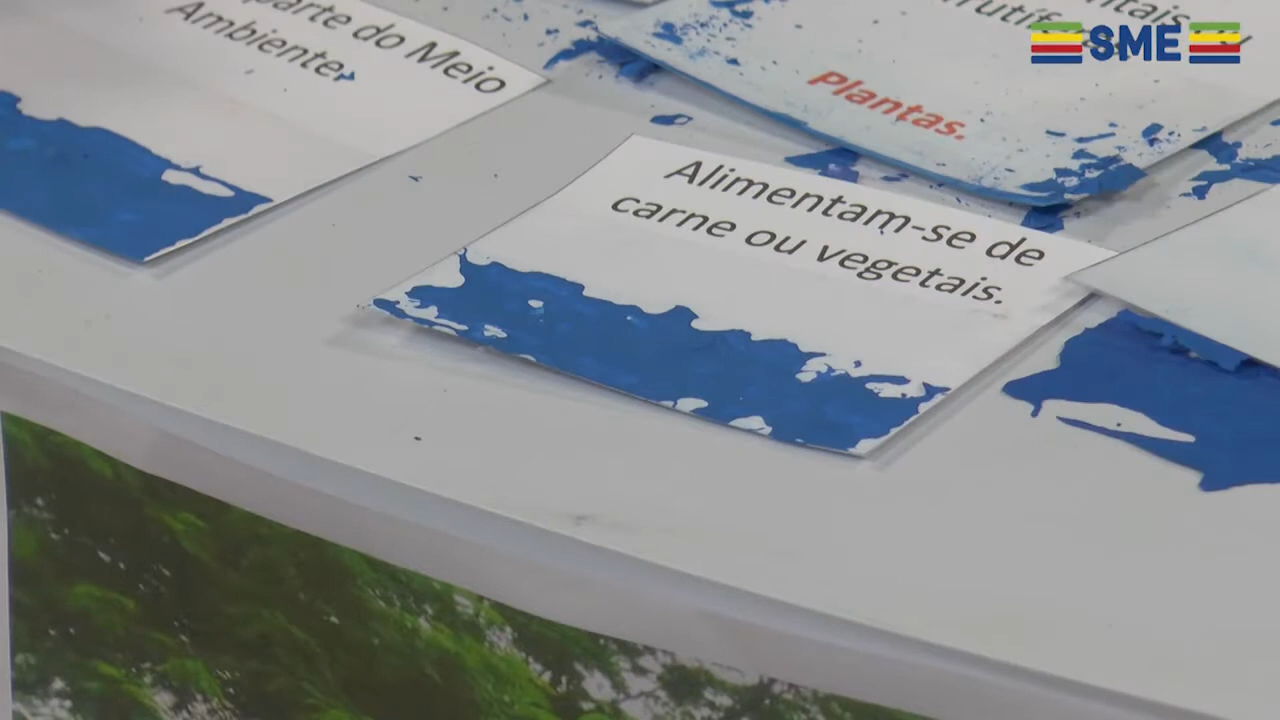 parte do Meio
Ambiente.
Plantas.
SME
Alimentam-se de
carne ou vegetais.